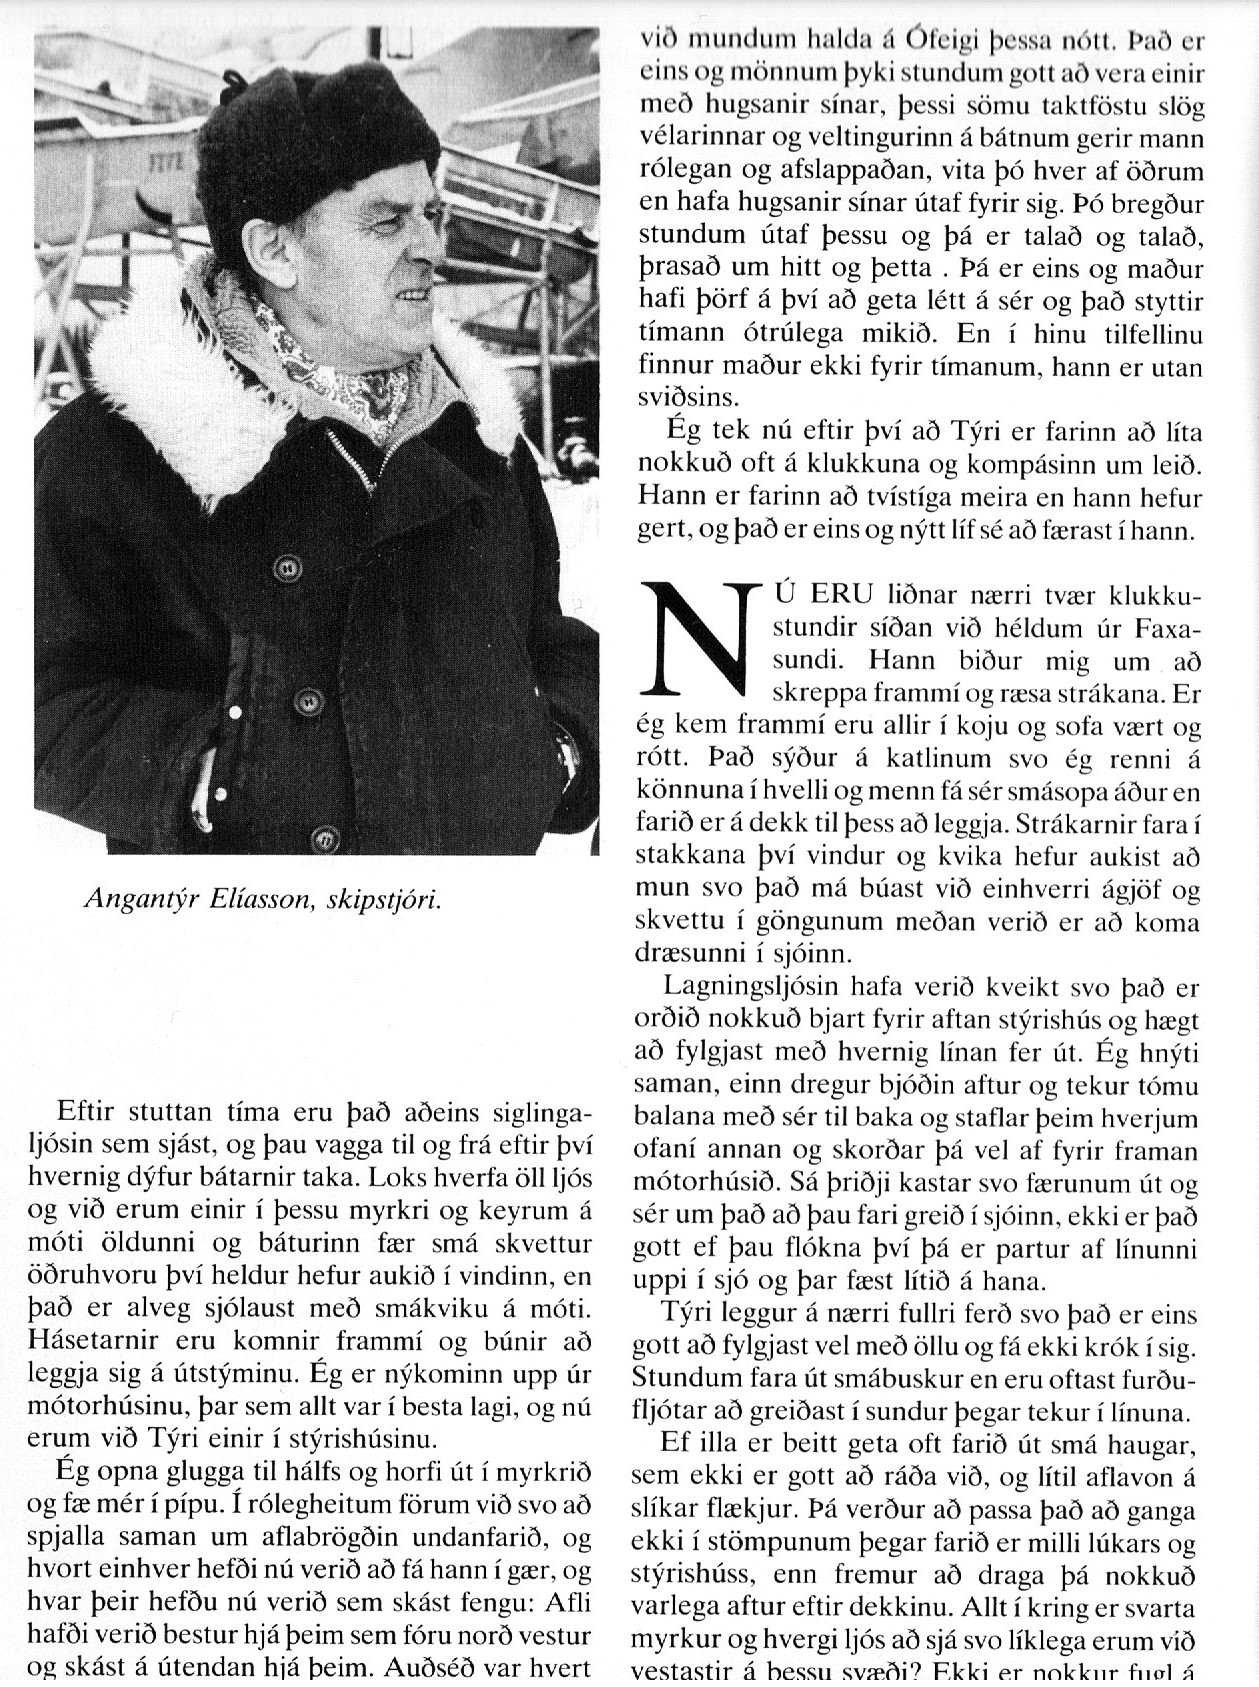 Angantýr Elíasson, skipstjóri.
Eftir stuttan tíma eru það aðeins siglinga-
ljósin sem sjást, og þau vagga til og frá eftir því
hvernig dýfur bátarnir taka. Loks hverfa öll ljós
og við erum einir í þessu myrkri og keyrum á
móti öldunni og báturinn fær smá skvettur
öðruhvoru því heldur hefur aukið í vindinn, en
það er alveg sjólaust með smákviku á móti.
Hásetarnir eru komnir frammí og búnir að
leggja sig á útstýminu. Ég er nýkominn upp úr
mótorhúsinu, þar sem allt var í besta lagi, og nú
erum við Týri einir í stýrishúsinu.
Ég opna glugga til hálfs og horfi út í myrkrið
og fæ mér í pípu. Í rólegheitum förum við svo að
spjalla saman um aflabrögðin undanfarið, og
hvort einhver hefði nú verið að fá hann í gær, og
hvar þeir hefðu nú verið sem skást fengu: Afli
hafði verið bestur hjá þeim sem fóru norð vestur
og skást á útendan hjá þeim. Auðséð var hvert
við mundum halda á Ófeigi þessa nótt. Það er
eins og mönnum þyki stundum gott að vera einir
með hugsanir sínar, þessi sömu taktföstu slög
vélarinnar og veltingurinn á bátnum gerir mann
rólegan og afslappaðan, vita þó hver af öðrum
en hafa hugsanir sínar útaf fyrir sig. Þó bregður
stundum útaf þessu og þá er talað og talað,
þrasað um hitt og þetta . Þá er eins og maður
hafi þörf á því að geta létt á sér og það styttir
tímann ótrúlega mikið. En í hinu tilfellinu
finnur maður ekki fyrir tímanum, hann er utan
sviðsins.
Ég tek nú eftir því að Týri er farinn að líta
nokkuð oft á klukkuna og kompásinn um leið.
Hann er farinn að tvístíga meira en hann hefur
gert, og það er eins og nýtt líf sé að færast í hann.
NÚ ERU liðnar nærri tvær klukku-
stundir síðan við héldum úr Faxa-
sundi. Hann biður mig um að
skreppa frammí og ræsa strákana. Er
ég kem frammí eru allir í koju og sofa vært og
rótt. Það sýður á katlinum svo ég renni á
könnuna í hvelli og menn fá sér smásopa áður en
farið er á dekk til þess að leggja. Strákarnir fara í
stakkana því vindur og kvika hefur aukist að
mun svo það má búast við einhverri ágjöf og
skvettu í göngunum meðan verið er að koma
dræsunni í sjóinn.
Lagningsljósin hafa verið kveikt svo það er
orðið nokkuð bjart fyrir aftan stýrishús og hægt
að fylgjast með hvernig línan fer út. Ég hnýti
saman, einn dregur bjóðin aftur og tekur tómu
balana með sér til baka og staflar þeim hverjum
ofaní annan og skorðar þá vel af fyrir framan
mótorhúsið. Sá þriðji kastar svo færunum út og
sér um það að þau fari greið í sjóinn, ekki er það
gott ef þau flókna því þá er partur af línunni
uppi í sjó og þar fæst lítið á hana.
Týri leggur á nærri fullri ferð svo það er eins
gott að fylgjast vel með öllu og fá ekki krók í sig.
Stundum fara út smábuskur en eru oftast furðu-
fljótar að greiðast í sundur þegar tekur í línuna.
Ef illa er beitt geta oft farið út smá haugar,
sem ekki er gott að ráða við, og lítil aflavon á
slíkar flækjur. Þá verður að passa það að ganga
ekki í stömpunum þegar farið er milli lúkars og
stýrishúss, enn fremur að draga þá nokkuð
varlega aftur eftir dekkinu. Allt í kring er svarta
myrkur og hvergi ljós að sjá svo líklega erum við
vestastir á þessu svæði? Ekki er nokkur fugl á